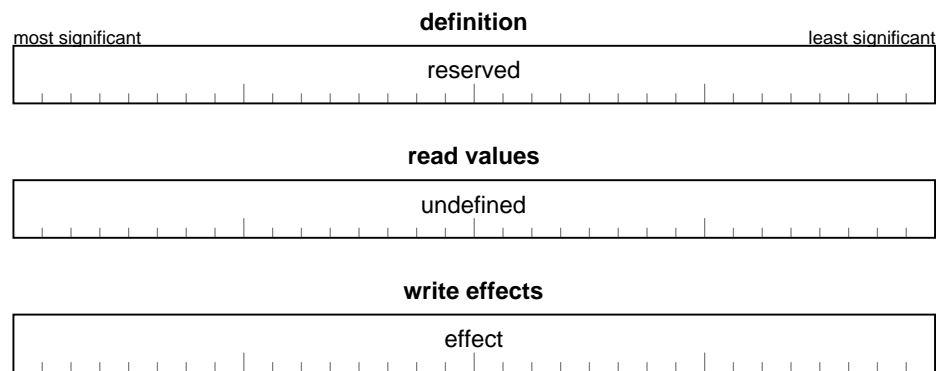 definition
most significant least significant
reserved
read values
undefined
write effects
effect